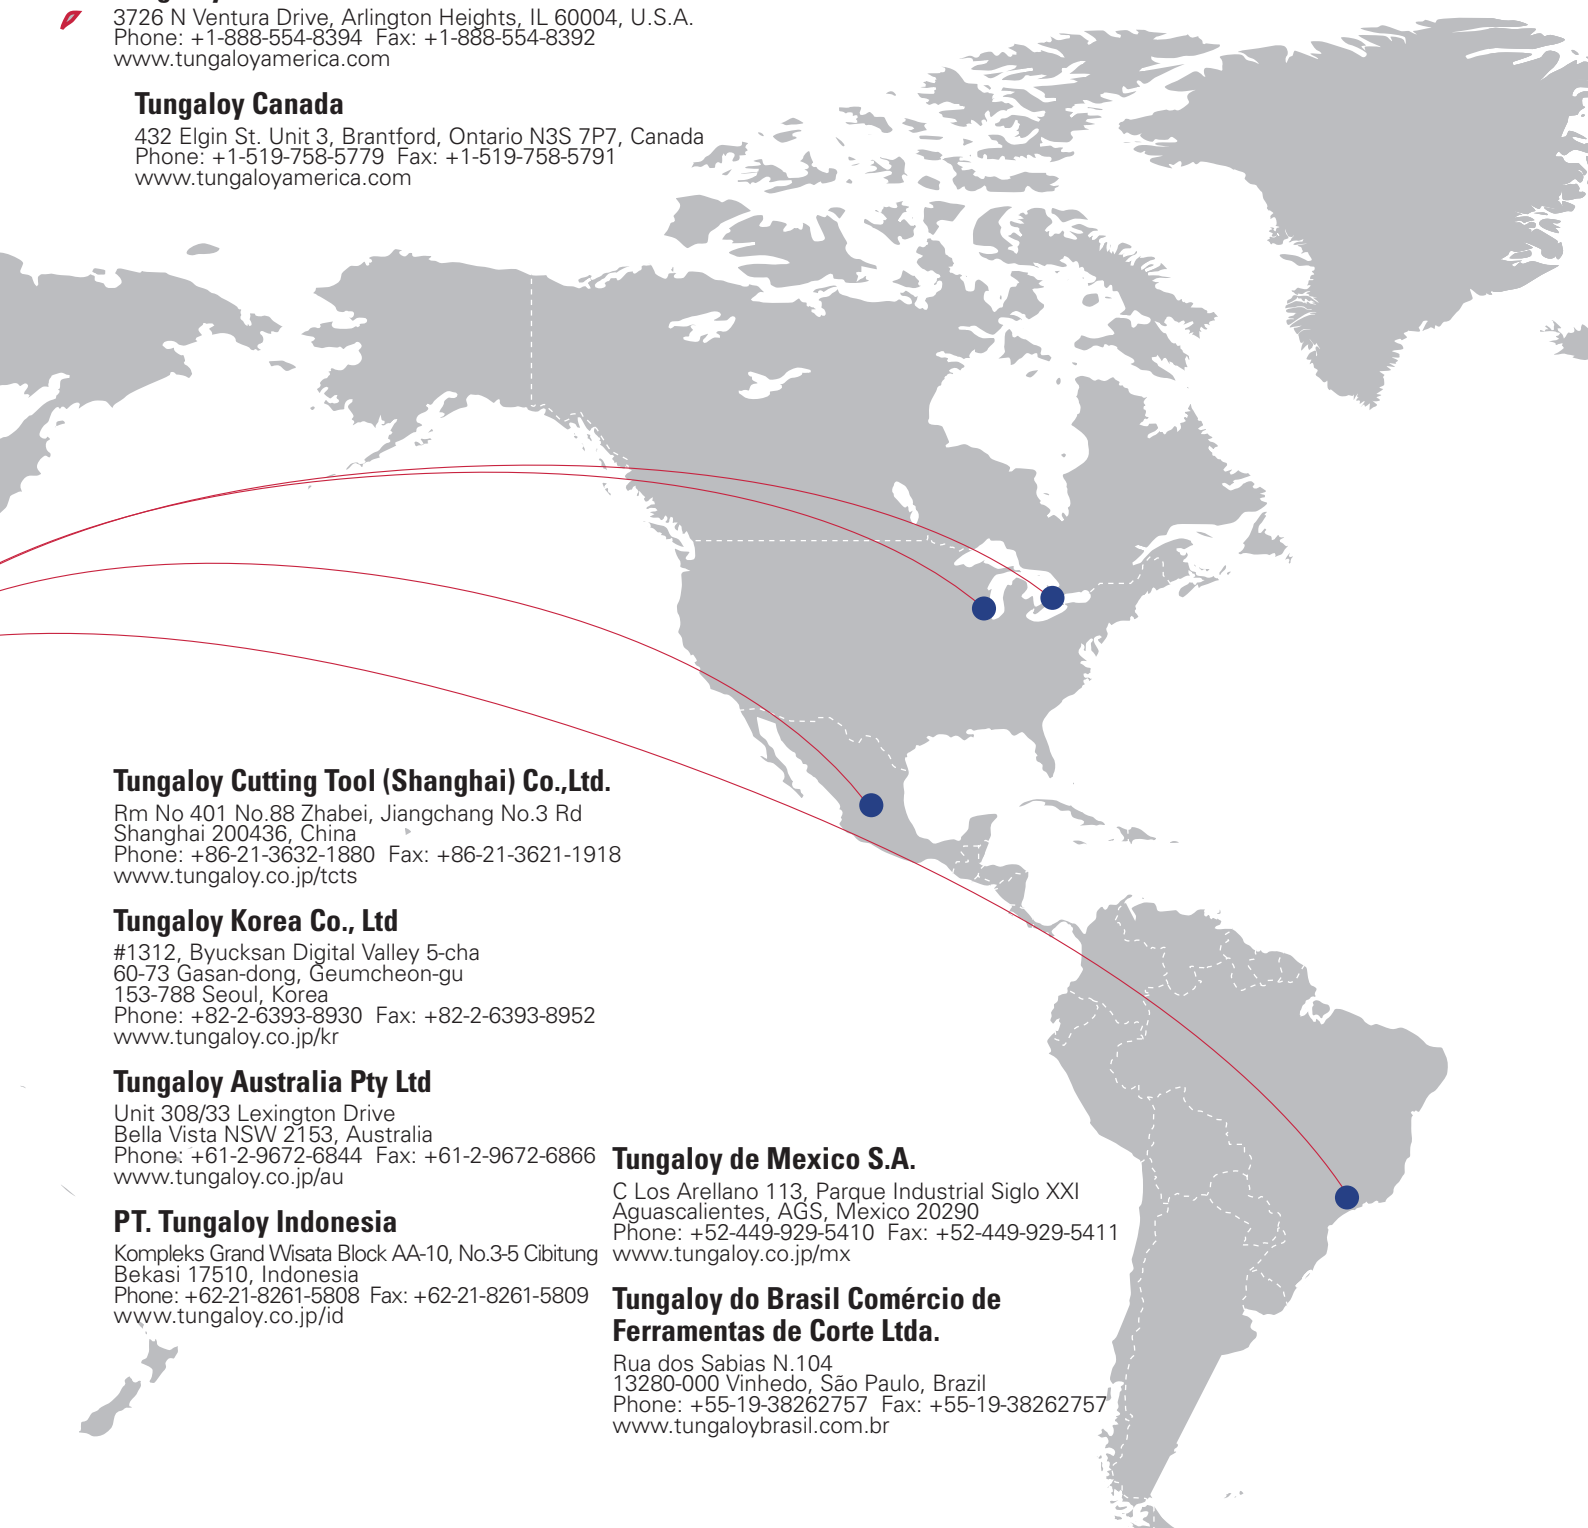 3726 N Ventura Drive, Arlington Heights, IL 60004, U.S.A.
Phone: +1-888-554-8394 Fax: +1-888-554-8392
www.tungaloyamerica.com
Tungaloy Canada
432 Elgin St. Unit 3, Brantford, Ontario N3S 7P7, Canada
Phone: +1-519-758-5779 Fax: +1-519-758-5791
www.tungaloyamerica.com
Tungaloy Cutting Tool (Shanghai) Co.,Ltd.
Rm No 401 No.88 Zhabei, Jiangchang No.3 Rd
Shanghai 200436, China
Phone: +86-21-3632-1880 Fax: +86-21-3621-1918
www.tungaloy.co.jp/tcts
Tungaloy Korea Co., Ltd
#1312, Byucksan Digital Valley 5-cha
60-73 Gasan-dong, Geumcheon-gu
153-788 Seoul, Korea
Phone: +82-2-6393-8930 Fax: +82-2-6393-8952
www.tungaloy.co.jp/kr
Tungaloy Australia Pty Ltd
Unit 308/33 Lexington Drive
Bella Vista NSW 2153, Australia
Phone: +61-2-9672-6844 Fax: +61-2-9672-6866
www.tungaloy.co.jp/au
PT. Tungaloy Indonesia
Kompleks Grand Wisata Block AA-10, No.3-5 Cibitung
Bekasi 17510, Indonesia
Phone: +62-21-8261-5808 Fax: +62-21-8261-5809
www.tungaloy.co.jp/id
Tungaloy de Mexico S.A.
C Los Arellano 113, Parque Industrial Siglo XXI
Aguascalientes, AGS, Mexico 20290
Phone: +52-449-929-5410 Fax: +52-449-929-5411
www.tungaloy.co.jp/mx
Tungaloy do Brasil Comércio de
Ferramentas de Corte Ltda.
Rua dos Sabias N.104
13280-000 Vinhedo, São Paulo, Brazil
Phone: +55-19-38262757 Fax: +55-19-38262757
www.tungaloybrasil.com.br